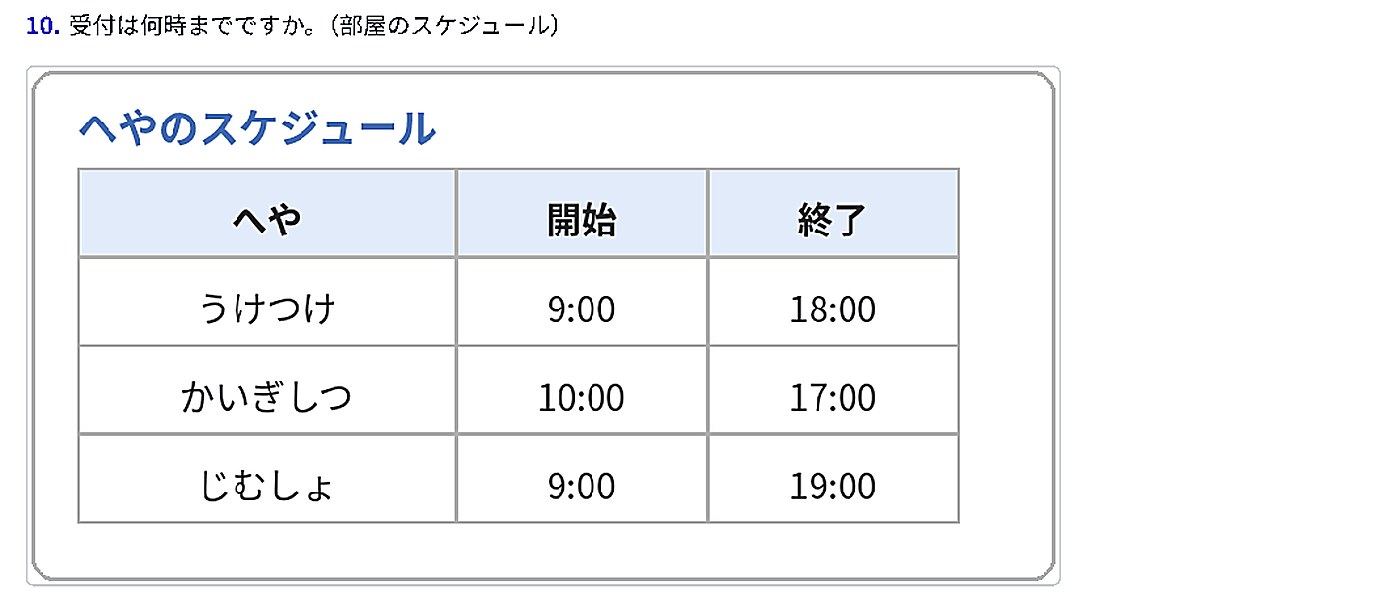 10. 受付は何時までですか。（部屋のスケジュール）
へやのスケジュール
へや 開始 終了
うけつけ 9:00 18:00
かいぎしつ 10:00 17:00
じむしょ 9:00 19:00